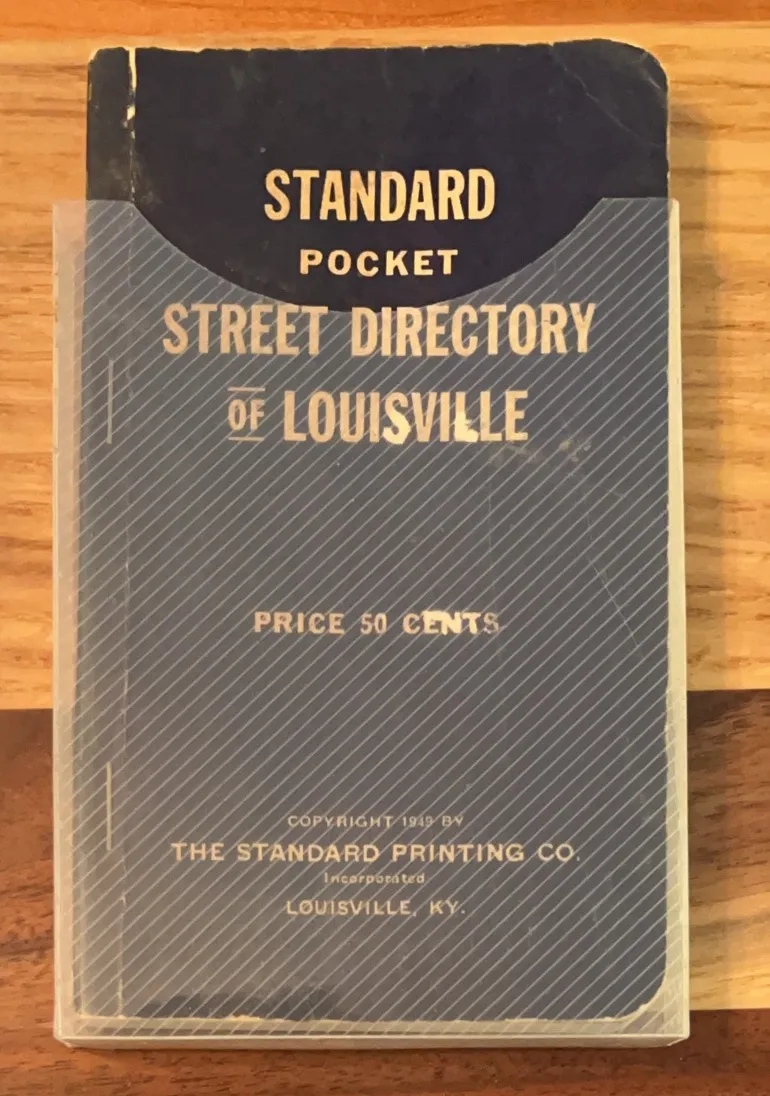 STANDARD
POCKET
STREET DIRECTORY
OF LOUISVILLE
PRICE 50 CENTS
COPYRIGHT 1949 BY
THE STANDARD PRINTING CO.
Incorporated
LOUISVILLE, KY.